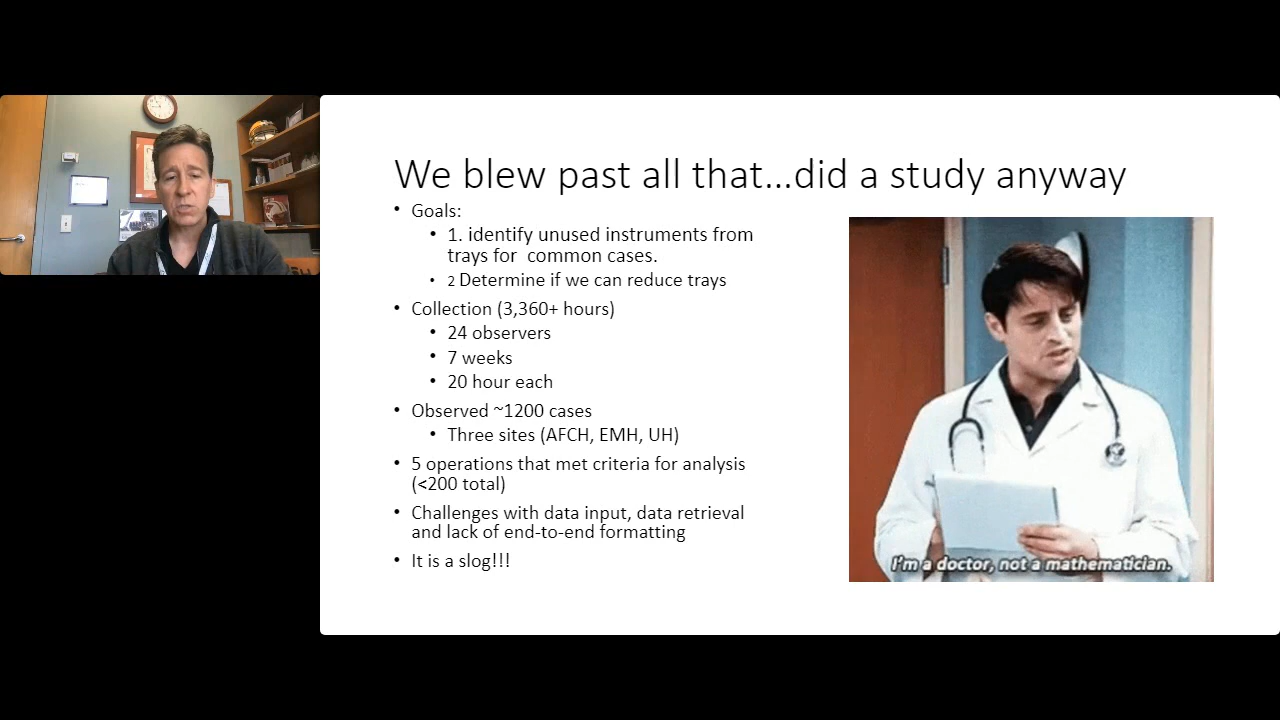 We blew past all that...did a study anyway
• Goals:
• 1. identify unused instruments from
trays for  common cases.
• 2 Determine if we can reduce trays
• Collection (3,360+ hours)
• 24 observers
• 7 weeks
• 20 hour each
• Observed ~1200 cases
• Three sites (AFCH, EMH, UH)
• 5 operations that met criteria for analysis
(<200 total)
• Challenges with data input, data retrieval
and lack of end-to-end formatting
• It is a slog!!!
I'm a doctor, not a mathematician.